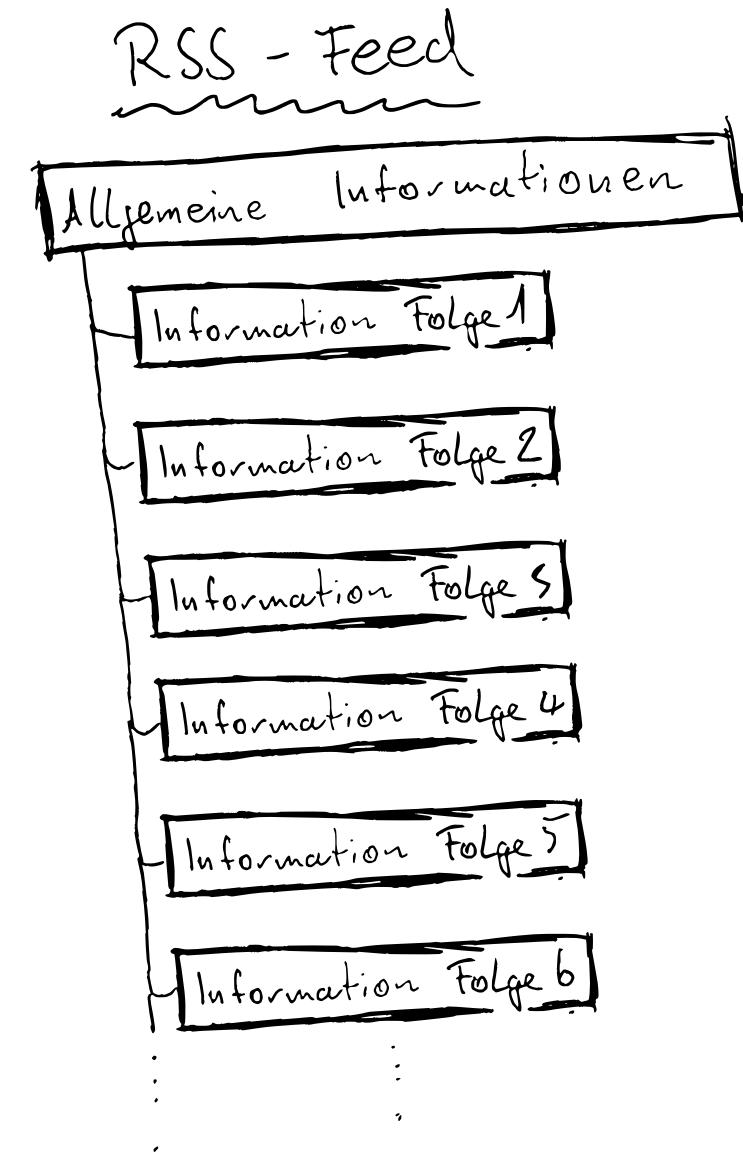 RSS - Feed
Allgemeine Informationen
Information Folge 1
Information Folge 2
Information Folge 3
Information Folge 4
Information Folge 5
Information Folge 6